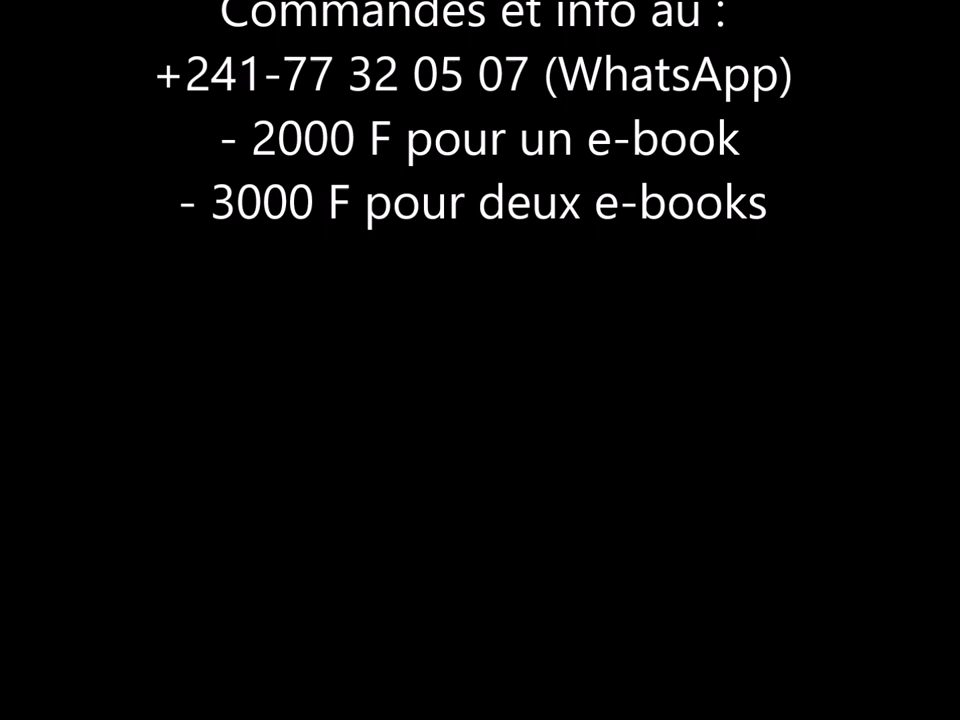 Commandes et info au :
+241-77 32 05 07 (WhatsApp)
- 2000 F pour un e-book
- 3000 F pour deux e-books